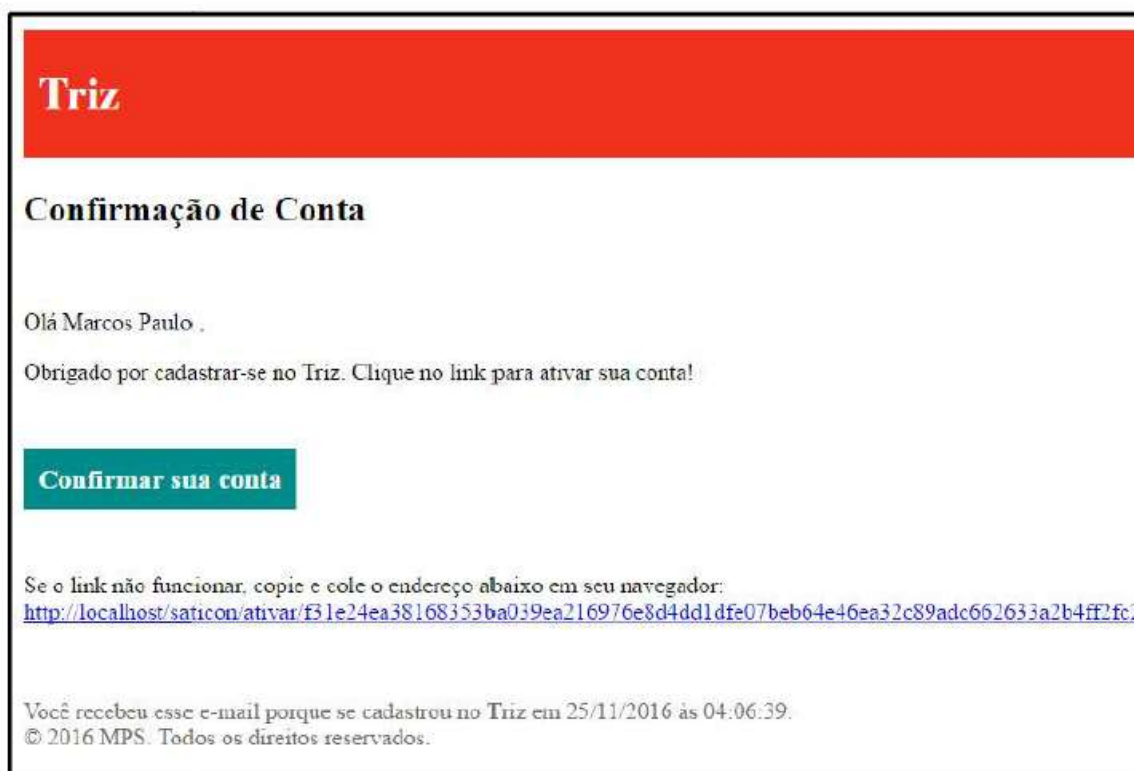 Triz
Confirmação de Conta
Olá Marcos Paulo ,
Obrigado por cadastrar-se no Triz. Clique no link para ativar sua conta!
Confirmar sua conta
Se o link não funcionar, copie e cole o endereço abaixo em seu navegador:
http://localhost/saticon/ativar/f31e24ea38168353ba039ea216976e8d4dd1dfe07beb64e46ea32c89adc662633a2b4ff2fc2
Você recebeu esse e-mail porque se cadastrou no Triz em 25/11/2016 às 04:06:39.
© 2016 MPS. Todos os direitos reservados.